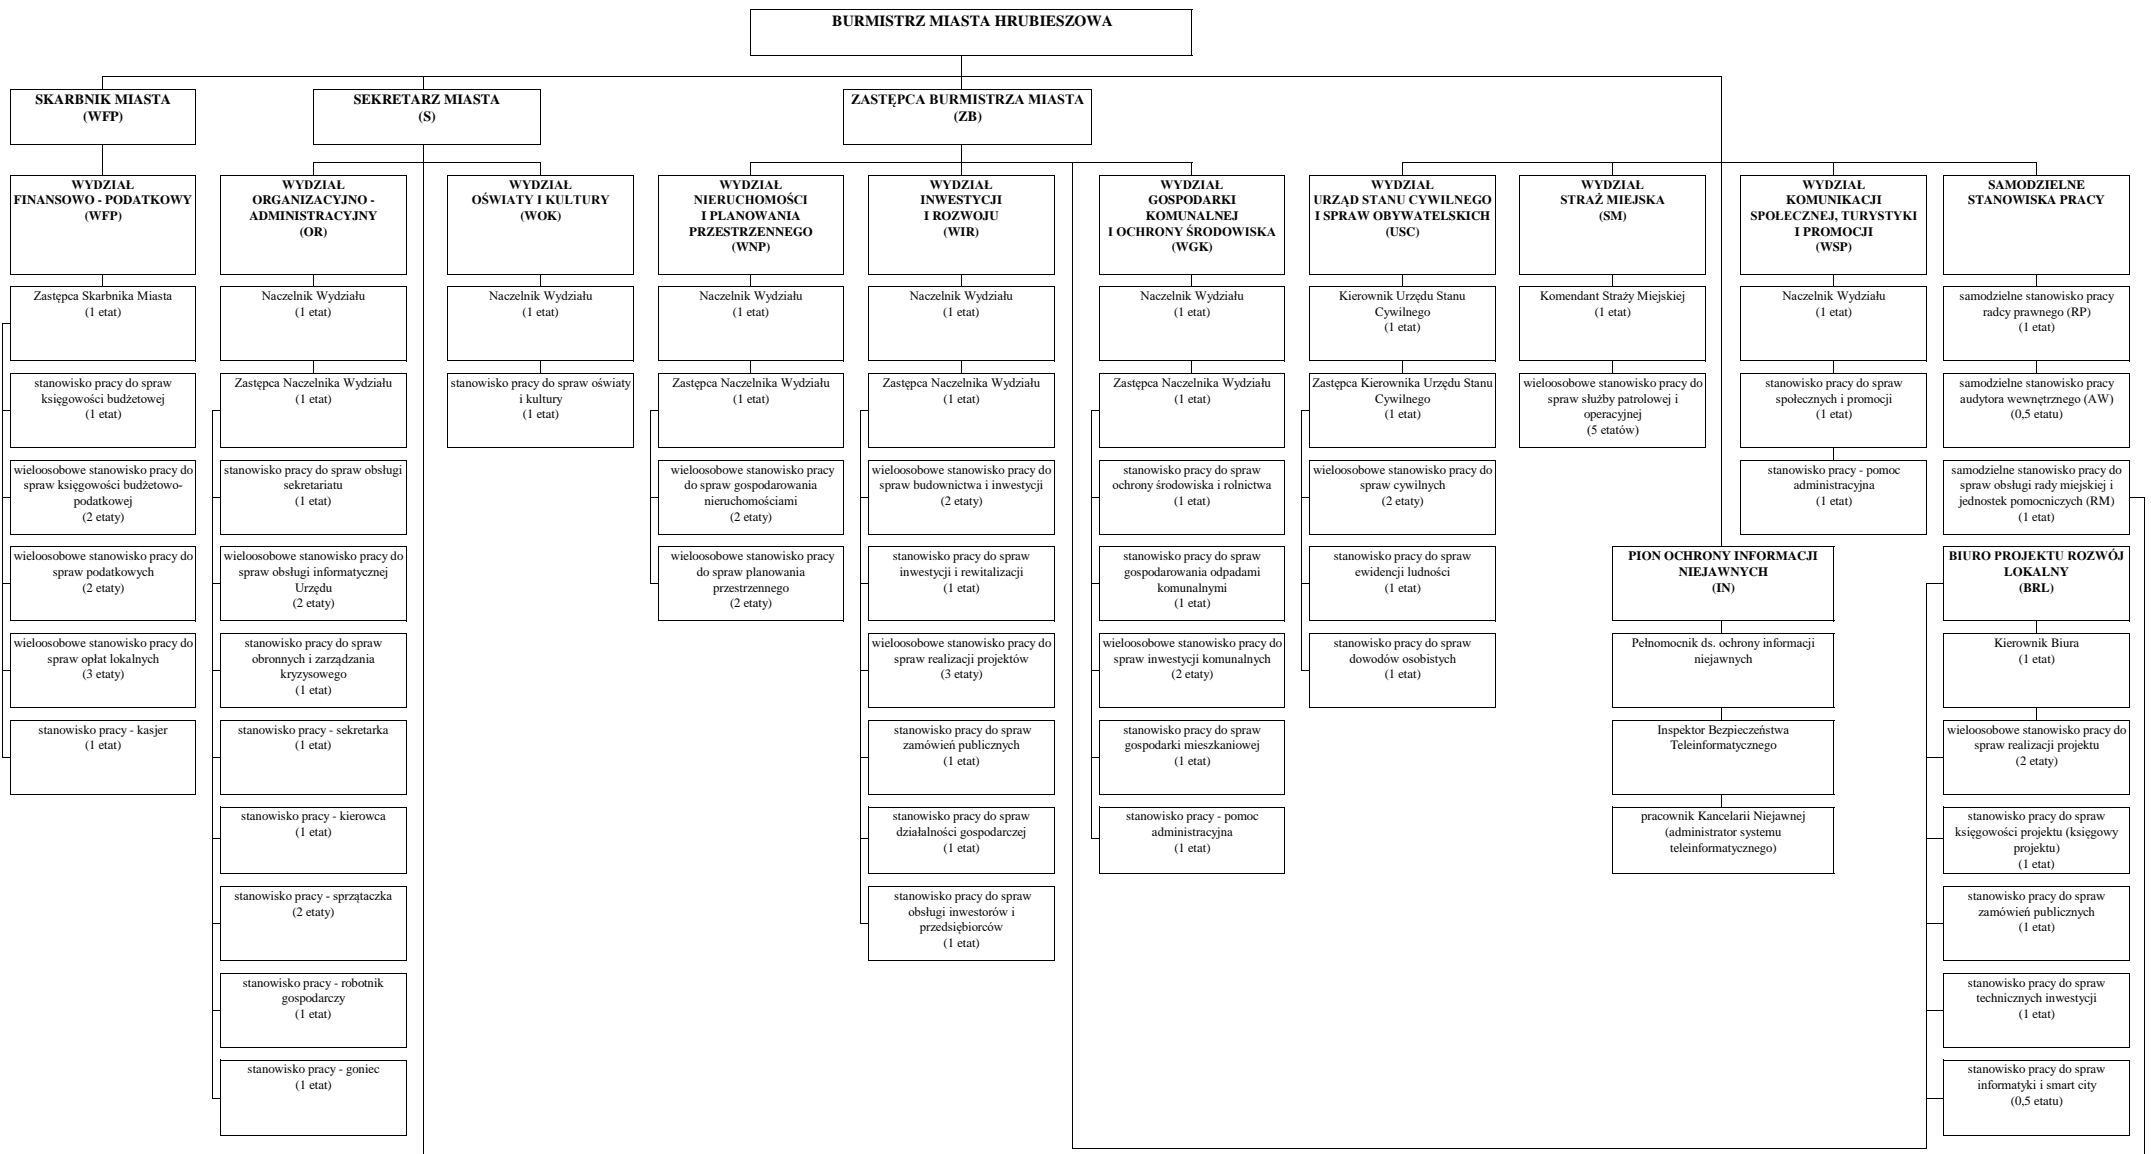 BURMISTRZ MIASTA HRUBIESZOWA
SKARBNIK MIASTA
(WFP)
SEKRETARZ MIASTA
(S)
ZASTĘPCA BURMISTRZA MIASTA
(ZB)
WYDZIAŁ
FINANSOWO - PODATKOWY
(WFP)
Zastępca Skarbnika Miasta
(1 etat)
stanowisko pracy do spraw
księgowości budżetowej
(1 etat)
wieloosobowe stanowisko pracy do
spraw księgowości budżetowo-
podatkowej
(2 etaty)
wieloosobowe stanowisko pracy do
spraw podatkowych
(2 etaty)
wieloosobowe stanowisko pracy do
spraw opłat lokalnych
(3 etaty)
stanowisko pracy - kasjer
(1 etat)
WYDZIAŁ
ORGANIZACYJNO -
ADMINISTRACYJNY
(OR)
Naczelnik Wydziału
(1 etat)
Zastępca Naczelnika Wydziału
(1 etat)
stanowisko pracy do spraw obsługi
sekretariatu
(1 etat)
wieloosobowe stanowisko pracy do
spraw obsługi informatycznej
Urzędu
(2 etaty)
stanowisko pracy do spraw
obronnych i zarządzania
kryzysowego
(1 etat)
stanowisko pracy - sekretarka
(1 etat)
stanowisko pracy - kierowca
(1 etat)
stanowisko pracy - sprzątaczka
(2 etaty)
stanowisko pracy - robotnik
gospodarczy
(1 etat)
stanowisko pracy - goniec
(1 etat)
WYDZIAŁ
OŚWIATY I KULTURY
(WOK)
Naczelnik Wydziału
(1 etat)
stanowisko pracy do spraw oświaty
i kultury
(1 etat)
WYDZIAŁ
NIERUCHOMOŚCI
I PLANOWANIA
PRZESTRZENNEGO
(WNP)
Naczelnik Wydziału
(1 etat)
Zastępca Naczelnika Wydziału
(1 etat)
wieloosobowe stanowisko pracy
do spraw gospodarowania
nieruchomościami
(2 etaty)
wieloosobowe stanowisko pracy
do spraw planowania
przestrzennego
(2 etaty)
WYDZIAŁ
INWESTYCJI
I ROZWOJU
(WIR)
Naczelnik Wydziału
(1 etat)
Zastępca Naczelnika Wydziału
(1 etat)
wieloosobowe stanowisko pracy do
spraw budownictwa i inwestycji
(2 etaty)
stanowisko pracy do spraw
inwestycji i rewitalizacji
(1 etat)
wieloosobowe stanowisko pracy do
spraw realizacji projektów
(3 etaty)
stanowisko pracy do spraw
zamówień publicznych
(1 etat)
stanowisko pracy do spraw
działalności gospodarczej
(1 etat)
stanowisko pracy do spraw
obsługi inwestorów i
przedsiębiorców
(1 etat)
WYDZIAŁ
GOSPODARKI
KOMUNALNEJ
I OCHRONY ŚRODOWISKA
(WGK)
Naczelnik Wydziału
(1 etat)
Zastępca Naczelnika Wydziału
(1 etat)
stanowisko pracy do spraw
ochrony środowiska i rolnictwa
(1 etat)
stanowisko pracy do spraw
gospodarowania odpadami
komunalnymi
(1 etat)
wieloosobowe stanowisko pracy do
spraw inwestycji komunalnych
(2 etaty)
stanowisko pracy do spraw
gospodarki mieszkaniowej
(1 etat)
stanowisko pracy - pomoc
administracyjna
(1 etat)
WYDZIAŁ
URZĄD STANU CYWILNEGO
I SPRAW OBYWATELSKICH
(USC)
Kierownik Urzędu Stanu
Cywilnego
(1 etat)
Zastępca Kierownika Urzędu Stanu
Cywilnego
(1 etat)
wieloosobowe stanowisko pracy do
spraw cywilnych
(2 etaty)
stanowisko pracy do spraw
ewidencji ludności
(1 etat)
stanowisko pracy do spraw
dowodów osobistych
(1 etat)
WYDZIAŁ
STRAŻ MIEJSKA
(SM)
Komendant Straży Miejskiej
(1 etat)
wieloosobowe stanowisko pracy do
spraw służby patrolowej i
operacyjnej
(5 etatów)
WYDZIAŁ
KOMUNIKACJI
SPOŁECZNEJ, TURYSTYKI
I PROMOCJI
(WSP)
Naczelnik Wydziału
(1 etat)
stanowisko pracy do spraw
społecznych i promocji
(1 etat)
stanowisko pracy - pomoc
administracyjna
(1 etat)
PION OCHRONY INFORMACJI
NIEJAWNYCH
(IN)
Pełnomocnik ds. ochrony informacji
niejawnych
Inspektor Bezpieczeństwa
Teleinformatycznego
pracownik Kancelarii Niejawnej
(administrator systemu
teleinformatycznego)
SAMODZIELNE
STANOWISKA PRACY
samodzielne stanowisko pracy
radcy prawnego (RP)
(1 etat)
samodzielne stanowisko pracy
audytora wewnętrznego (AW)
(0,5 etatu)
samodzielne stanowisko pracy do
spraw obsługi rady miejskiej i
jednostek pomocniczych (RM)
(1 etat)
BIURO PROJEKTU ROZWÓJ
LOKALNY
(BRL)
Kierownik Biura
(1 etat)
wieloosobowe stanowisko pracy do
spraw realizacji projektu
(2 etaty)
stanowisko pracy do spraw
księgowości projektu (księgowy
projektu)
(1 etat)
stanowisko pracy do spraw
zamówień publicznych
(1 etat)
stanowisko pracy do spraw
technicznych inwestycji
(1 etat)
stanowisko pracy do spraw
informatyki i smart city
(0,5 etatu)